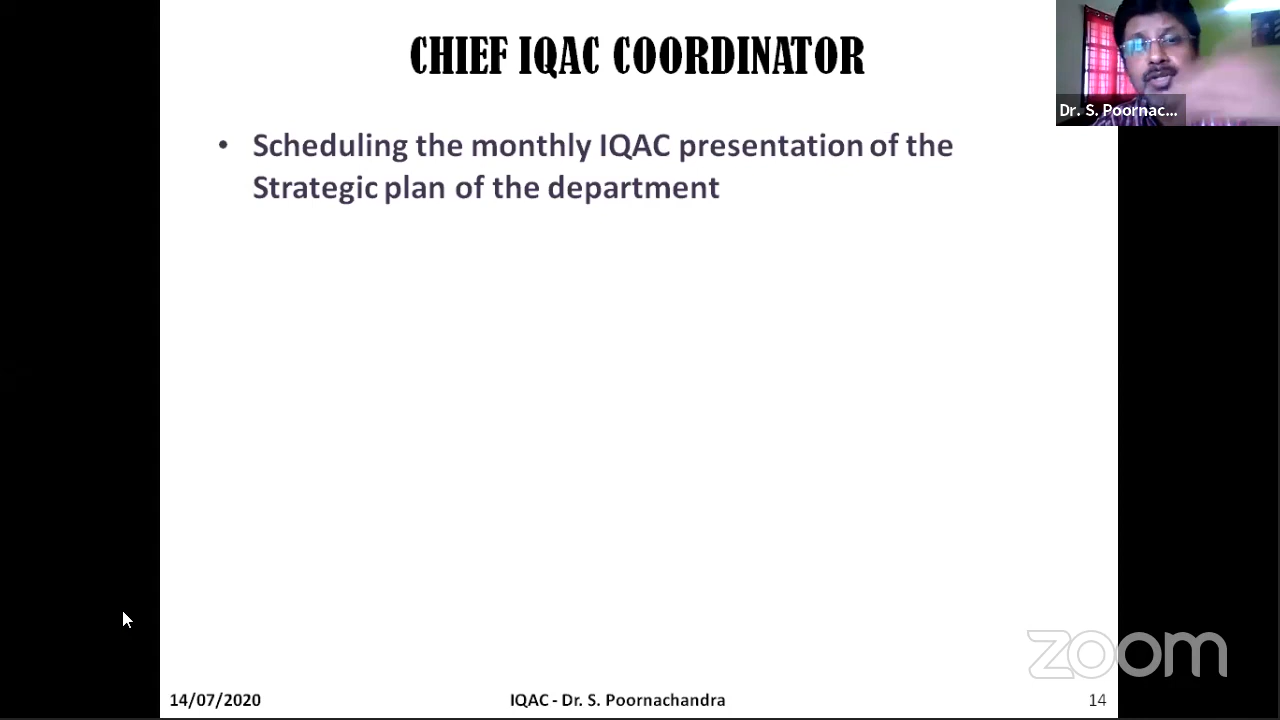 CHIEF IQAC COORDINATOR
Dr. S. Poornac...
• Scheduling the monthly IQAC presentation of the
Strategic plan of the department
zoom
14/07/2020
IQAC - Dr. S. Poornachandra
14